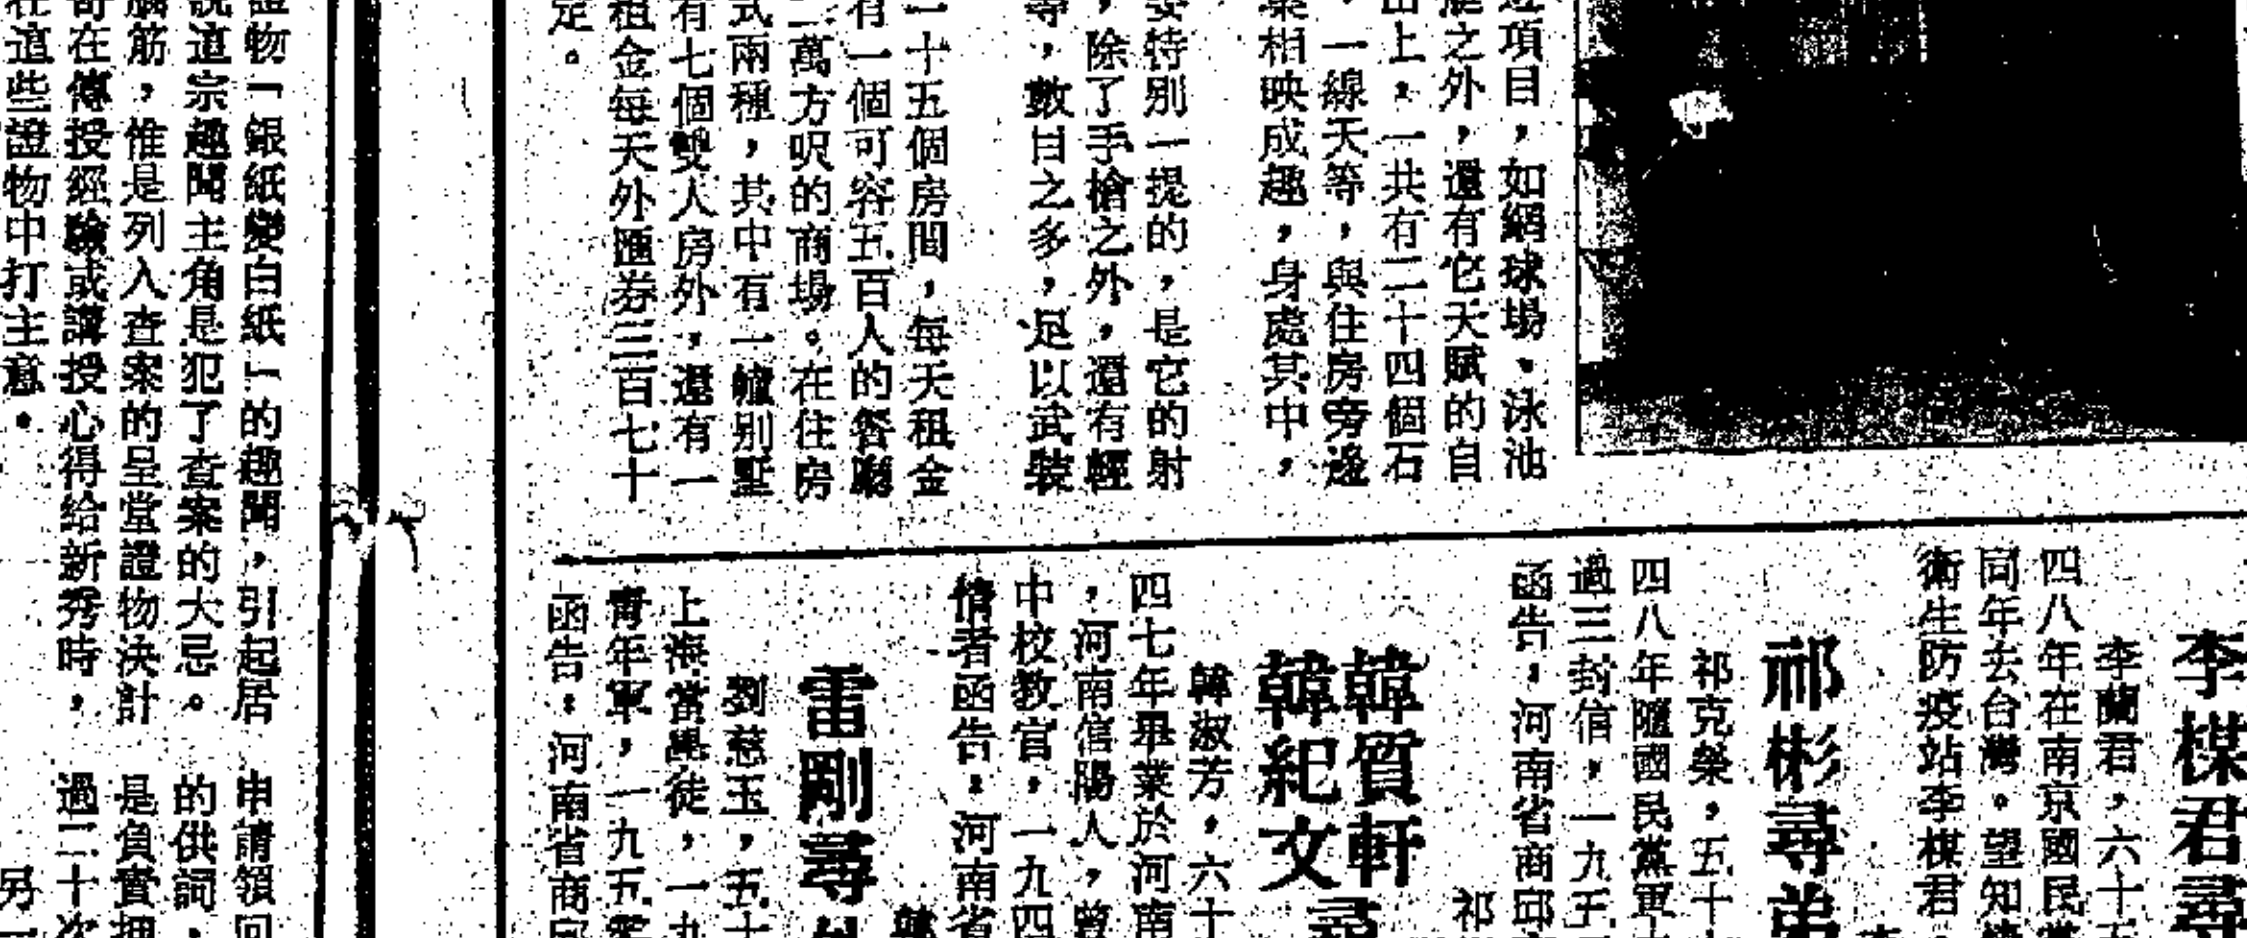 項目，如網球場、泳池
之外，還有它天賦的自
上，一共有二十四個石
，一線天等，與住房旁邊
相映成趣，身處其中，
特別一提的，是它的射
，除了手槍之外，還有輕
等，數目之多，足以武裝
二十五個房間，每天租金
有一個可容五百人的餐廳
二萬方呎的商場。在住房
式兩種，其中有一幢別墅
有七個雙人房外，還有一
租金每天外匯券三百七十
定。
李楳君尋
李蘭君，六十
四八年在南京國民
同年去台灣。望知
衛生防疫站李楳君
祁彬尋弟
祁克榮，五十
四八年隨國民黨軍
過三封信，一九五
函告：河南省商邱
祁
韓質軒
韓紀文
尋
韓淑芳，六十
四七年畢業於河南
，河南信陽人，曾
中校教官，一九四
情者函告：河南省
雷剛尋
劉慈玉，五十
上海當學徒，一九
青年軍，一九五
函告：河南省商邱
證物「銀紙變白紙」的趣聞，引起居
說這宗趣聞主角是犯了查案的大忌。
腦筋，惟是列入查案的呈堂證物決計
在傳授經驗或講授心得給新秀時，
在這些證物中打主意。
申請領回
的供詞，
是負責押
過二十次
另